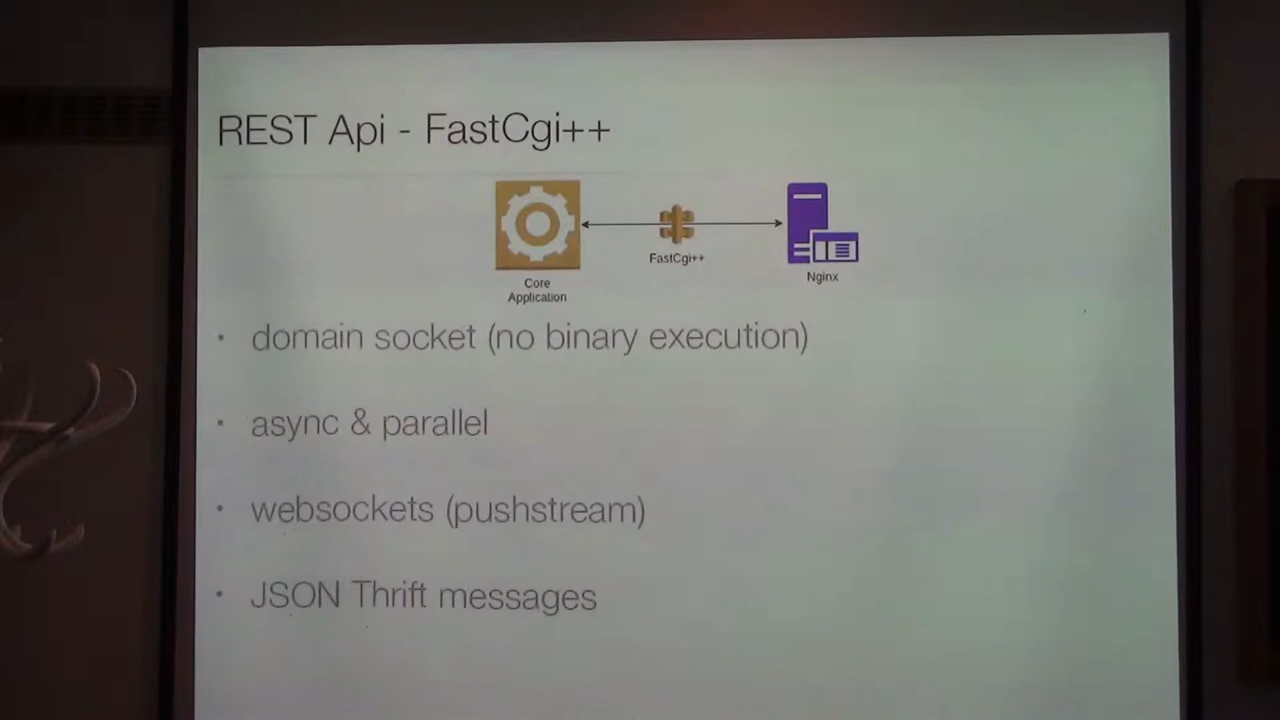 REST Api - FastCgi++
Core
Application
FastCgi++
Nginx
• domain socket (no binary execution)
• async & parallel
• websockets (pushstream)
• JSON Thrift messages